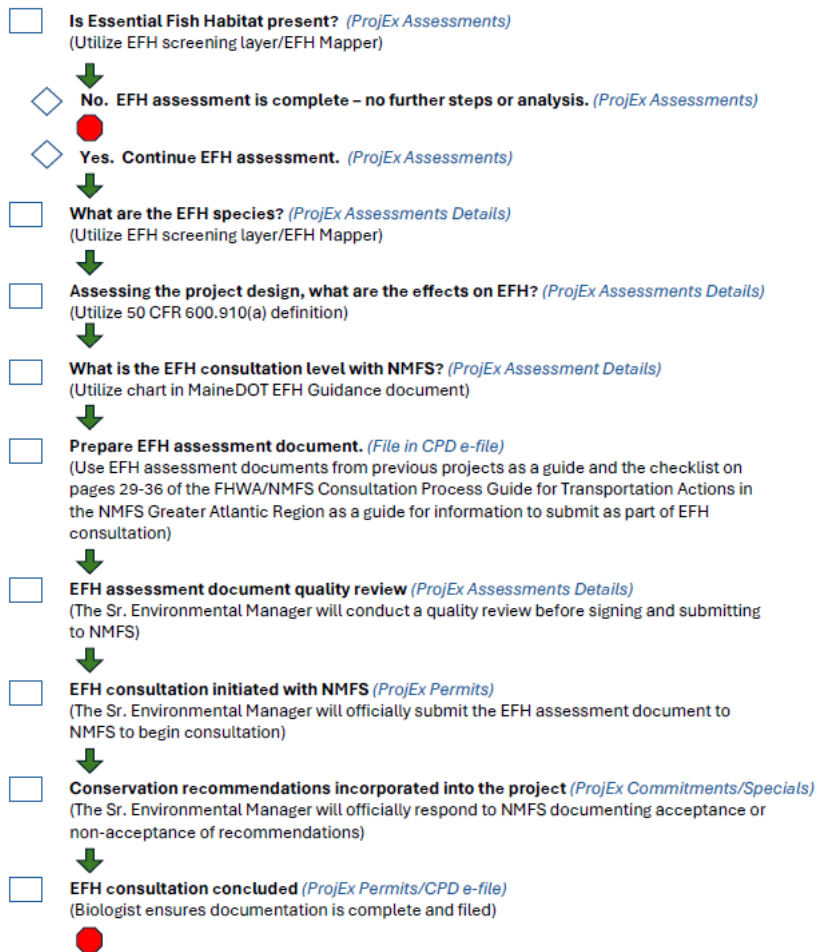 Is Essential Fish Habitat present? (ProjEx Assessments)
(Utilize EFH screening layer/EFH Mapper)
No. EFH assessment is complete – no further steps or analysis. (ProjEx Assessments)
Yes. Continue EFH assessment. (ProjEx Assessments)
What are the EFH species? (ProjEx Assessments Details)
(Utilize EFH screening layer/EFH Mapper)
Assessing the project design, what are the effects on EFH? (ProjEx Assessments Details)
(Utilize 50 CFR 600.910(a) definition)
What is the EFH consultation level with NMFS? (ProjEx Assessment Details)
(Utilize chart in MaineDOT EFH Guidance document)
Prepare EFH assessment document. (File in CPD e-file)
(Use EFH assessment documents from previous projects as a guide and the checklist on
pages 29-36 of the FHWA/NMFS Consultation Process Guide for Transportation Actions in
the NMFS Greater Atlantic Region as a guide for information to submit as part of EFH
consultation)
EFH assessment document quality review (ProjEx Assessments Details)
(The Sr. Environmental Manager will conduct a quality review before signing and submitting
to NMFS)
EFH consultation initiated with NMFS (ProjEx Permits)
(The Sr. Environmental Manager will officially submit the EFH assessment document to
NMFS to begin consultation)
Conservation recommendations incorporated into the project (ProjEx Commitments/Specials)
(The Sr. Environmental Manager will officially respond to NMFS documenting acceptance or
non-acceptance of recommendations)
EFH consultation concluded (ProjEx Permits/CPD e-file)
(Biologist ensures documentation is complete and filed)